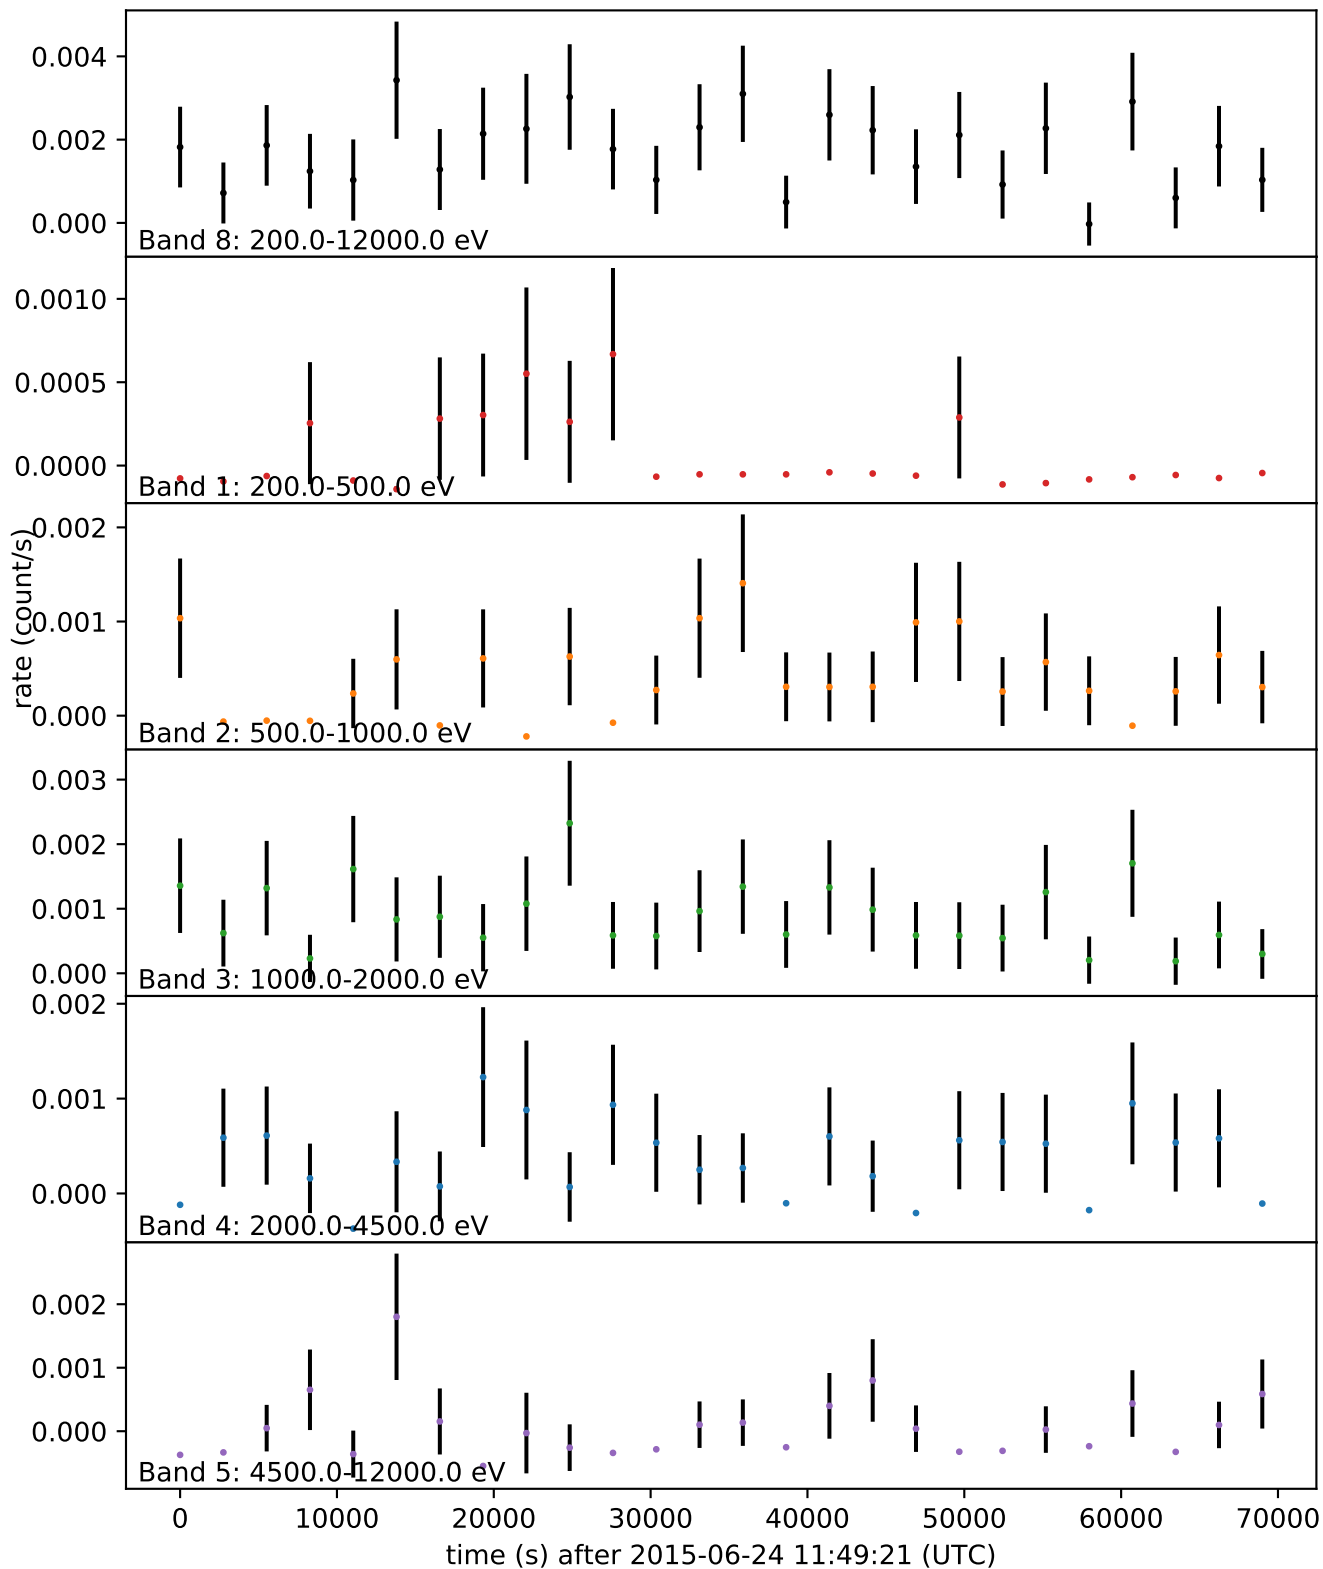 0.004
0.002
0.000
Band 8: 200.0-12000.0 eV
0.0010
0.0005
0.0000
Band 1: 200.0-500.0 eV
rate (count/s)
0.002
0.001
0.000
Band 2: 500.0-1000.0 eV
0.003
0.002
0.001
0.000
Band 3: 1000.0-2000.0 eV
0.002
0.001
0.000
Band 4: 2000.0-4500.0 eV
0.002
0.001
0.000
Band 5: 4500.0-12000.0 eV
0 10000 20000 30000 40000 50000 60000 70000
time (s) after 2015-06-24 11:49:21 (UTC)